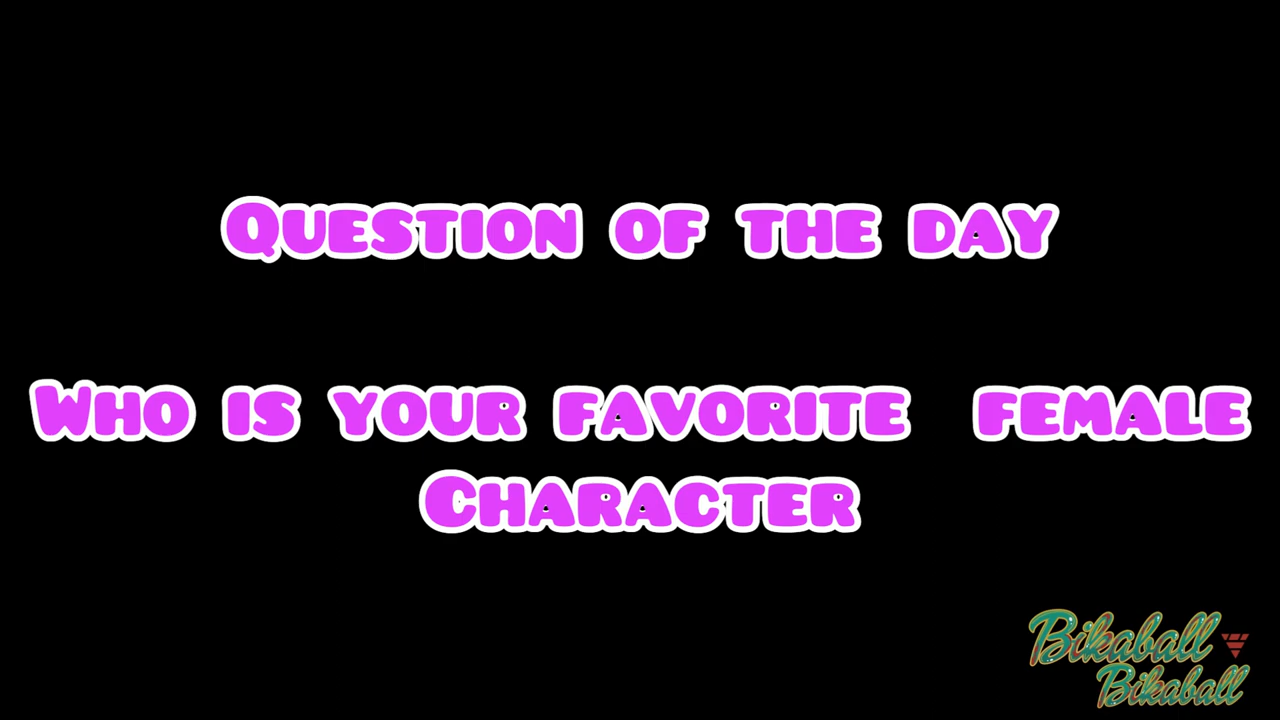 Question of the day
Who is your favorite female
Character
Bikaball
Bikaball